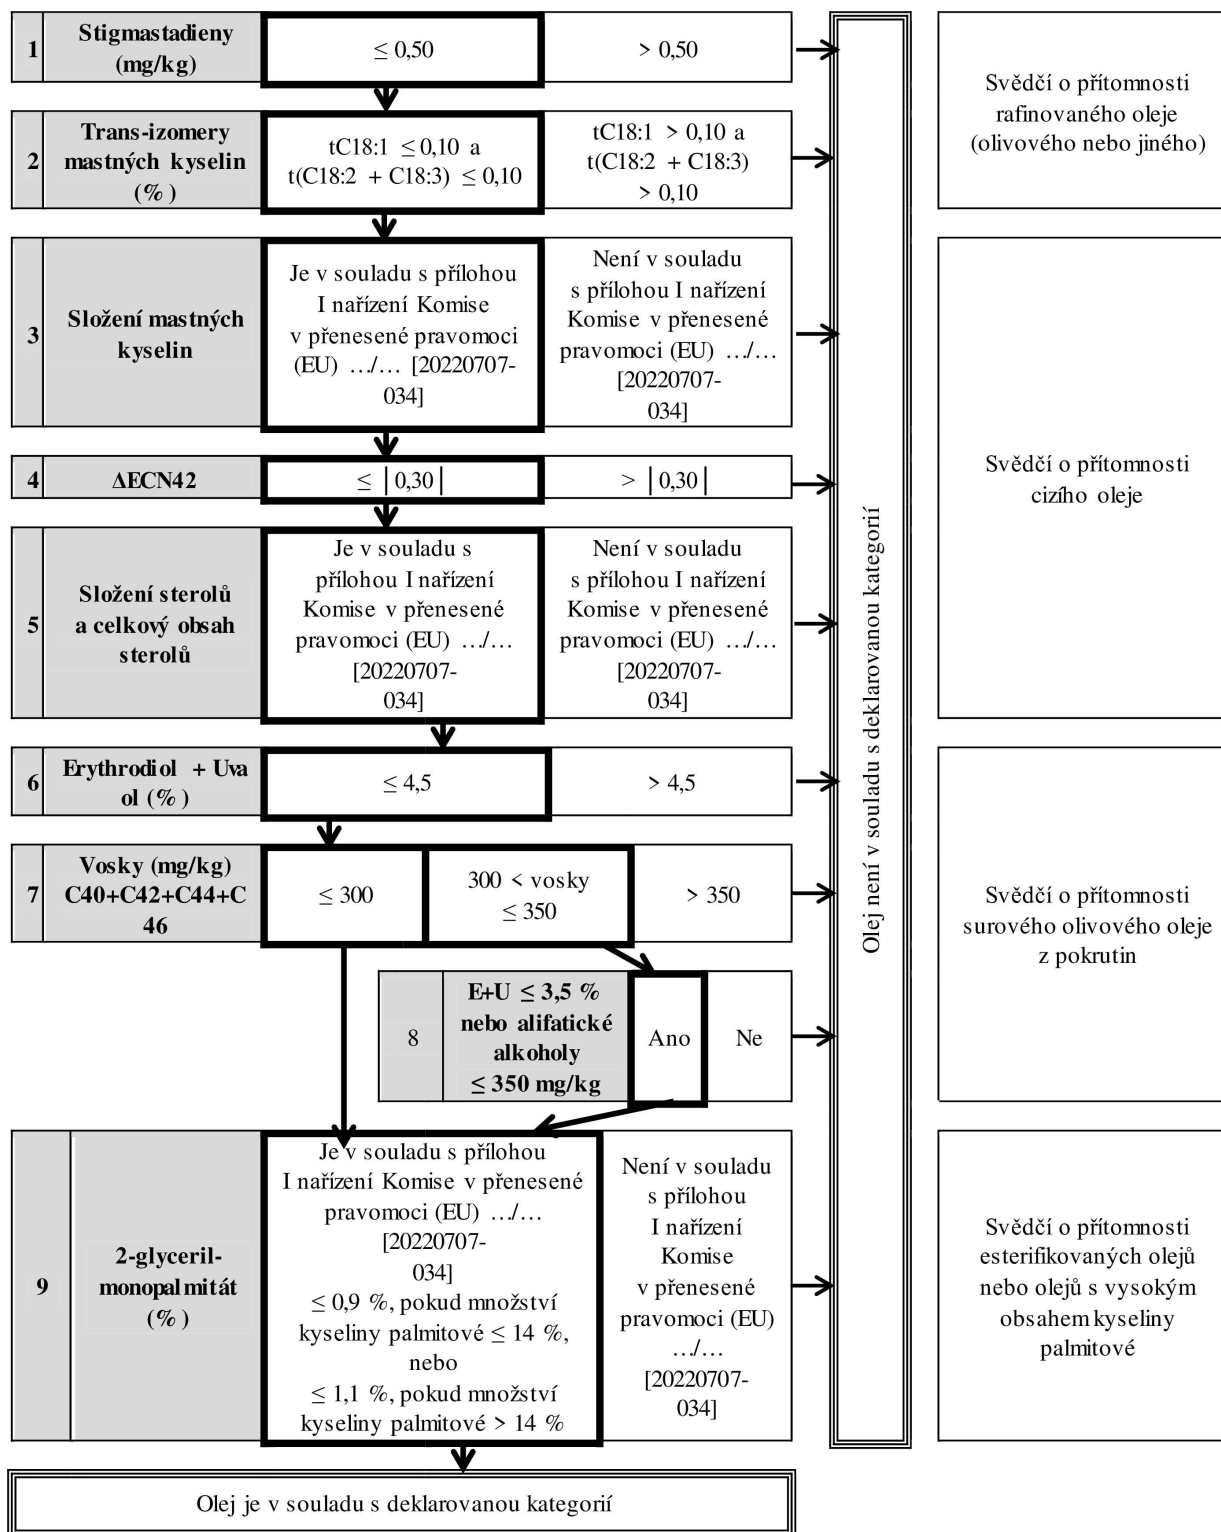 1
Stigmastadieny
(mg/kg)
≤ 0,50
> 0,50
2
Trans-izomery
mastných kyselin
(%)
tC18:1 ≤ 0,10 a
t(C18:2 + C18:3) ≤ 0,10
tC18:1 > 0,10 a
t(C18:2 + C18:3)
> 0,10
Svědčí o přítomnosti
rafinovaného oleje
(olivového nebo jiného)
3
Složení mastných
kyselin
Je v souladu s přílohou
I nařízení Komise
v přenesené pravomoci
(EU) …/… [20220707-
034]
Není v souladu
s přílohou I nařízení
Komise v přenesené
pravomoci (EU) …/…
[20220707-
034]
4
ΔECN42
≤ │0,30│
> │0,30│
5
Složení sterolů
a celkový obsah
sterolů
Je v souladu s
přílohou I nařízení
Komise v přenesené
pravomoci (EU) …/…
[20220707-
034]
Není v souladu
s přílohou I nařízení
Komise v přenesené
pravomoci (EU) …/…
[20220707-
034]
Svědčí o přítomnosti
cizího oleje
6
Erythrodiol + Uva
ol (%)
≤ 4,5
> 4,5
7
Vosky (mg/kg)
C40+C42+C44+C
46
≤ 300
300 < vosky
≤ 350
> 350
8
E+U ≤ 3,5 %
nebo alifatické
alkoholy
≤ 350 mg/kg
Ano
Ne
Svědčí o přítomnosti
surového olivového oleje
z pokrutin
9
2-glyceril-
monopalmitát
(%)
Je v souladu s přílohou
I nařízení Komise v přenesené
pravomoci (EU) …/…
[20220707-
034]
≤ 0,9 %, pokud množství
kyseliny palmitové ≤ 14 %,
nebo
≤ 1,1 %, pokud množství
kyseliny palmitové > 14 %
Není v souladu
s přílohou
I nařízení
Komise
v přenesené
pravomoci (EU)
…/…
[20220707-
034]
Svědčí o přítomnosti
esterifikovaných olejů
nebo olejů s vysokým
obsahem kyseliny
palmitové
Olej není v souladu s deklarovanou kategorií
Olej je v souladu s deklarovanou kategorií